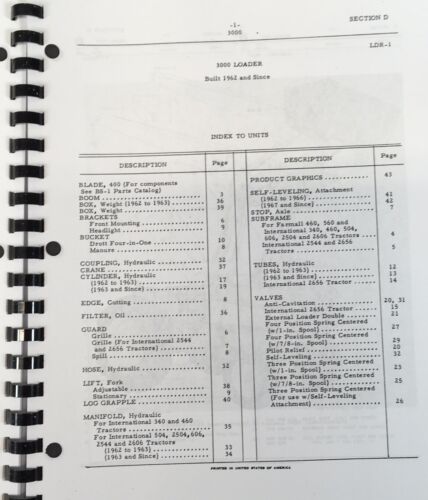 -1-
3000
SECTION D
LDR-1
3000 LOADER
Built 1962 and Since
INDEX TO UNITS
DESCRIPTION Page
BLADE, 400 (For components
See BS-1 Parts Catalog)
BOOM .......... 3
BOX, Weight (1962 to 1963) .......... 36
BOX, Weight .......... 39
BRACKETS
Front Mounting .......... 6
Headlight .......... 9
BUCKET
Drott Four-in-One .......... 10
Manure .......... 8
COUPLING, Hydraulic .......... 32
CRANE .......... 37
CYLINDER, Hydraulic
(1962 to 1963) .......... 17
(1963 and Since) .......... 19
EDGE, Cutting .......... 8
FILTER, Oil .......... 36
GUARD
Grille .......... 6
Grille (For International 2544
and 2656 Tractors) .......... 7
Spill .......... 8
HOSE, Hydraulic .......... 32
LIFT, Fork
Adjustable .......... 38
Stationary .......... 9
LOG GRAPPLE .......... 40
MANIFOLD, Hydraulic
For International 340 and 460
Tractors .......... 35
For International 504, 2504, 606,
2544 and 2606 Tractors
(1962 to 1963) .......... 33
(1963 and Since) .......... 34
DESCRIPTION Page
PRODUCT GRAPHICS .......... 43
SELF-LEVELING, Attachment
(1962 to 1966) .......... 41
(1967 and Since) .......... 42
STOP, Axle .......... 7
SUBFRAME
For Farmall 460, 560 and
International 340, 460, 504,
606, 2504 and 2606 Tractors .... 4
International 2544 and 2656
Tractors .......... 5
TUBES, Hydraulic
(1962 to 1963) .......... 12
(1963 and Since) .......... 13
International 2656 Tractor .......... 14
VALVES
Anti-Cavitation .......... 20, 31
International 2656 Tractor .......... 15
External Loader Double .......... 21
Four Position Spring Centered
(w/1-in. Spool) .......... 27
Four Position Spring Centered
(w/7/8-in. Spool) .......... 29
Pilot Relief .......... 20
Self-Leveling .......... 32
Three Position Spring Centered
(w/1-in. Spool) .......... 23
Three Position Spring Centered
(w/7/8-in. Spool) .......... 25
Three Position Spring Centered
(For use w/Self-Leveling
Attachment) .......... 26
PRINTED IN UNITED STATES OF AMERICA